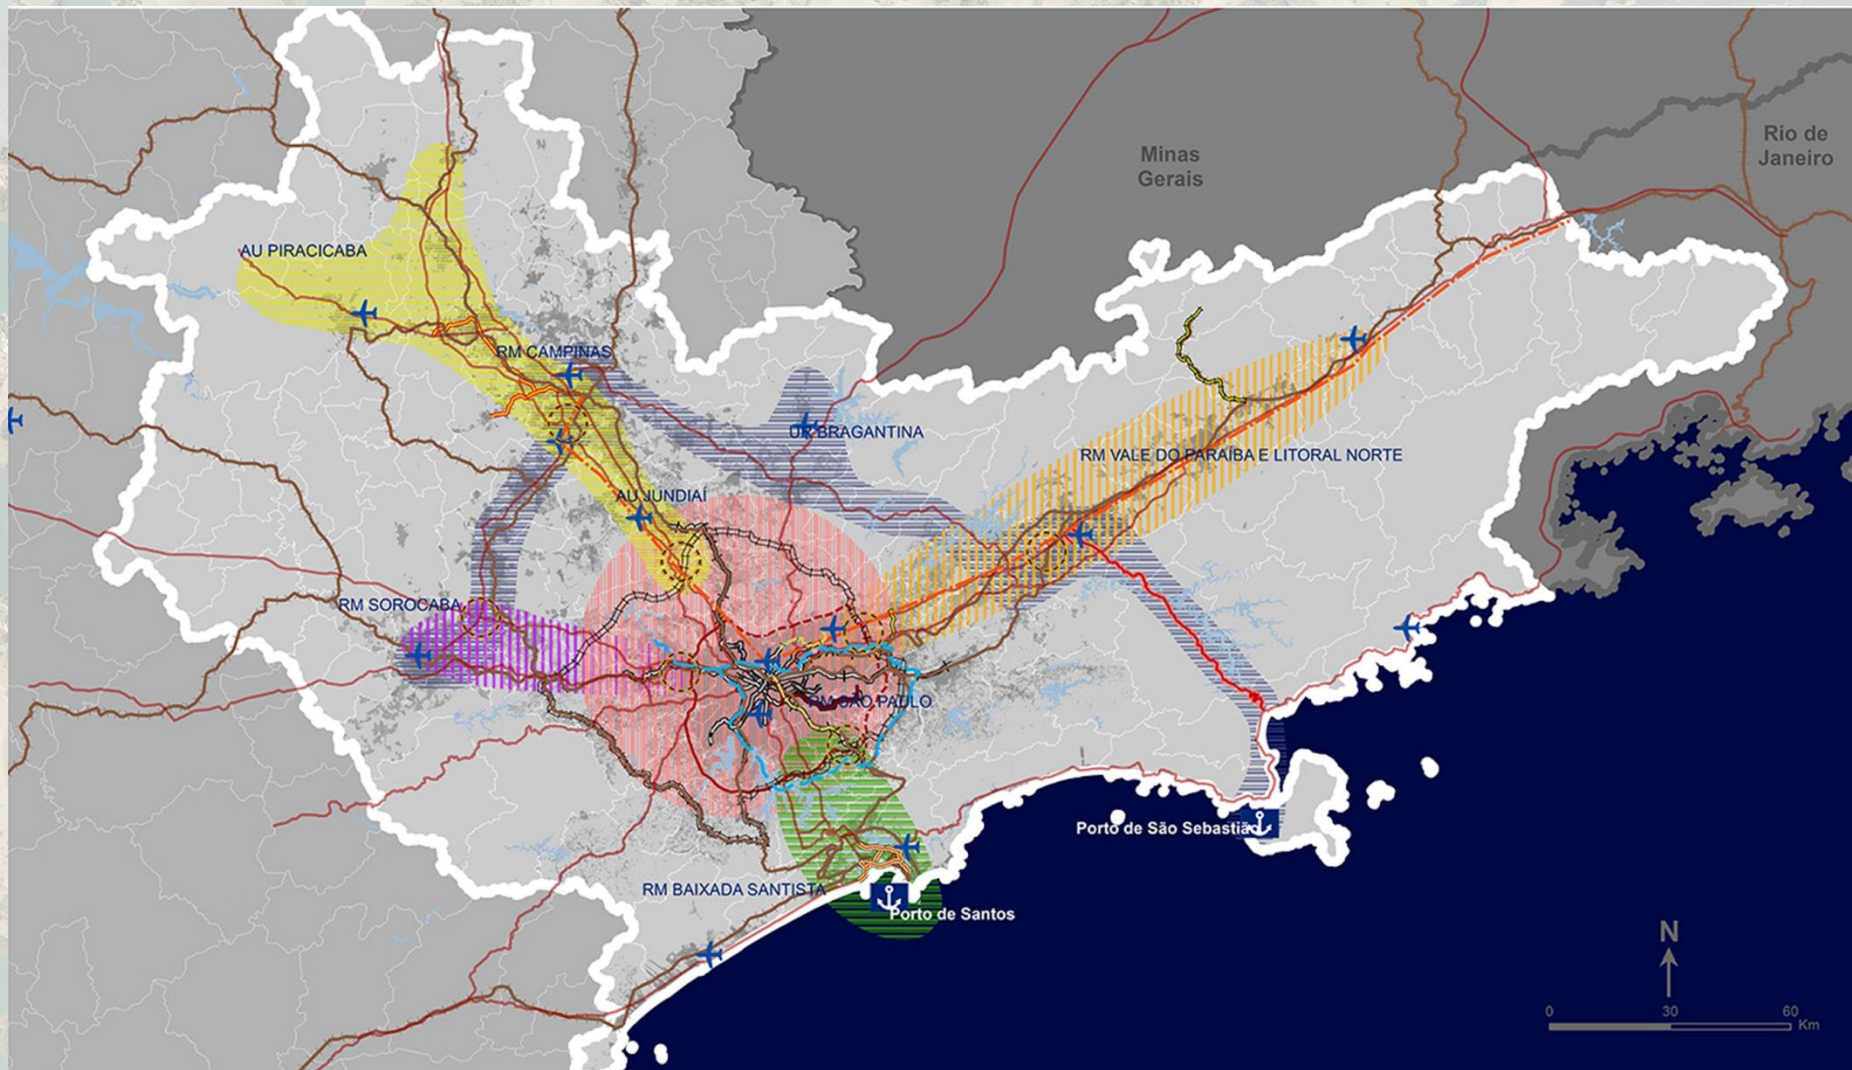 Rio de
Janeiro
Minas
Gerais
AU PIRACICABA
RM CAMPINAS
UR BRAGANTINA
RM VALE DO PARAÍBA E LITORAL NORTE
AU JUNDIAÍ
RM SOROCABA
RM SÃO PAULO
Porto de São Sebastião
RM BAIXADA SANTISTA
Porto de Santos
N
0 30 60
Km